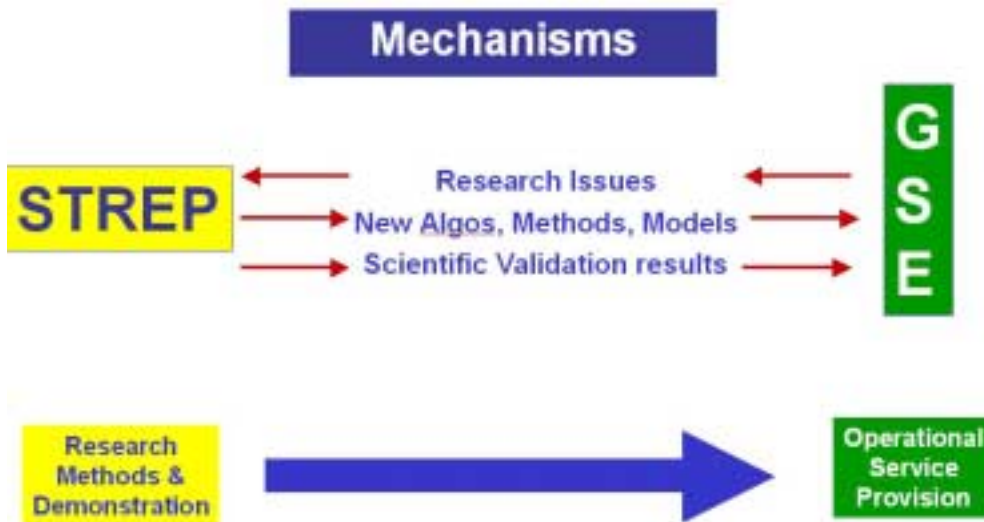 Mechanisms
STREP
Research Issues
New Algos, Methods, Models
Scientific Validation results
G
S
E
Research
Methods &
Demonstration
Operational
Service
Provision